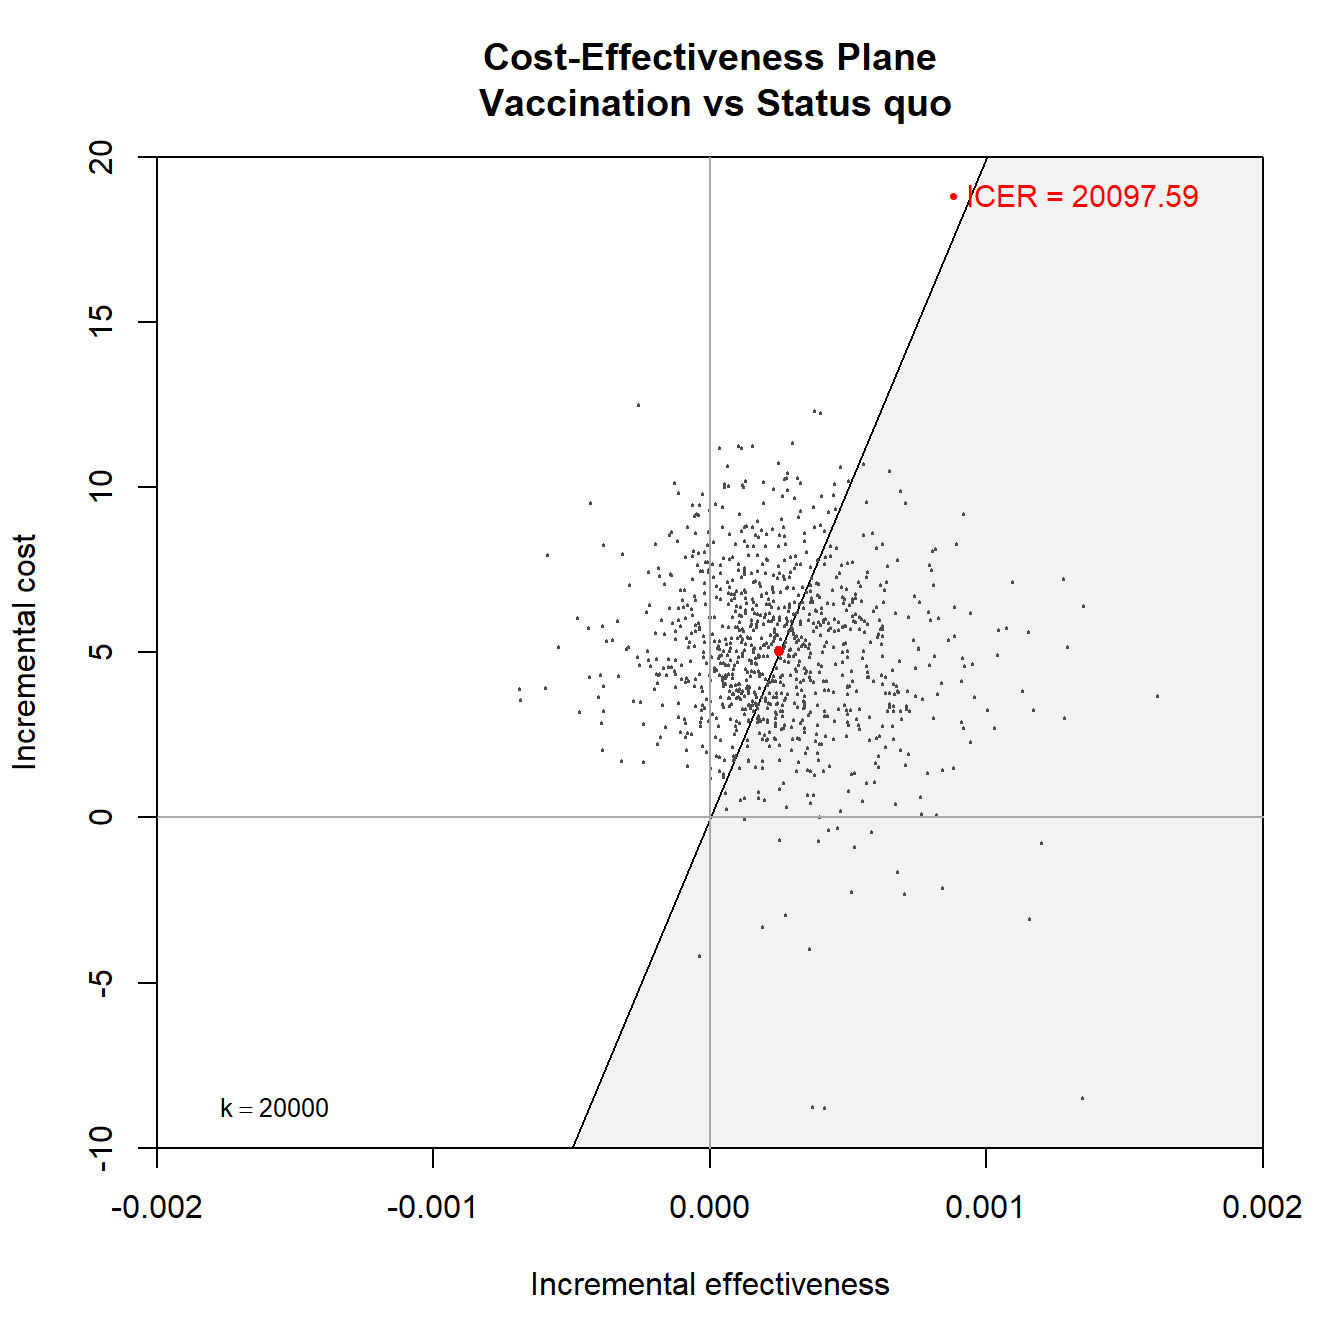 Cost-Effectiveness Plane
Vaccination vs Status quo
20
15
10
5
0
-5
-10
Incremental cost
• ICER = 20097.59
k = 20000
-0.002
-0.001
0.000
0.001
0.002
Incremental effectiveness